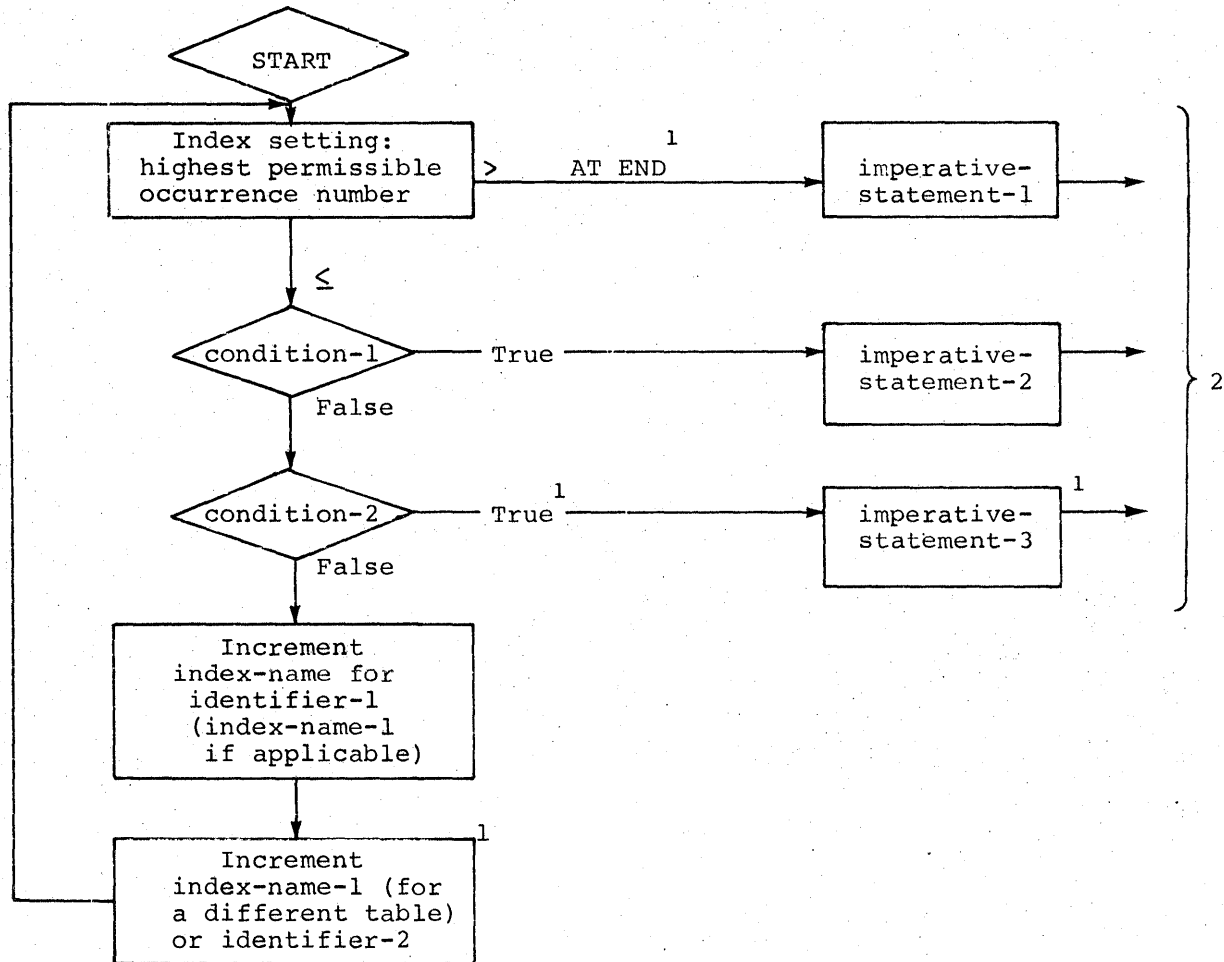 START
Index setting:
highest permissible
occurrence number
>
1
AT END
imperative-
statement-1
≤
condition-1
True
imperative-
statement-2
2
False
condition-2
True
1
imperative-
statement-3
1
False
Increment
index-name for
identifier-1
(index-name-1
if applicable)
1
Increment
index-name-1 (for
a different table)
or identifier-2